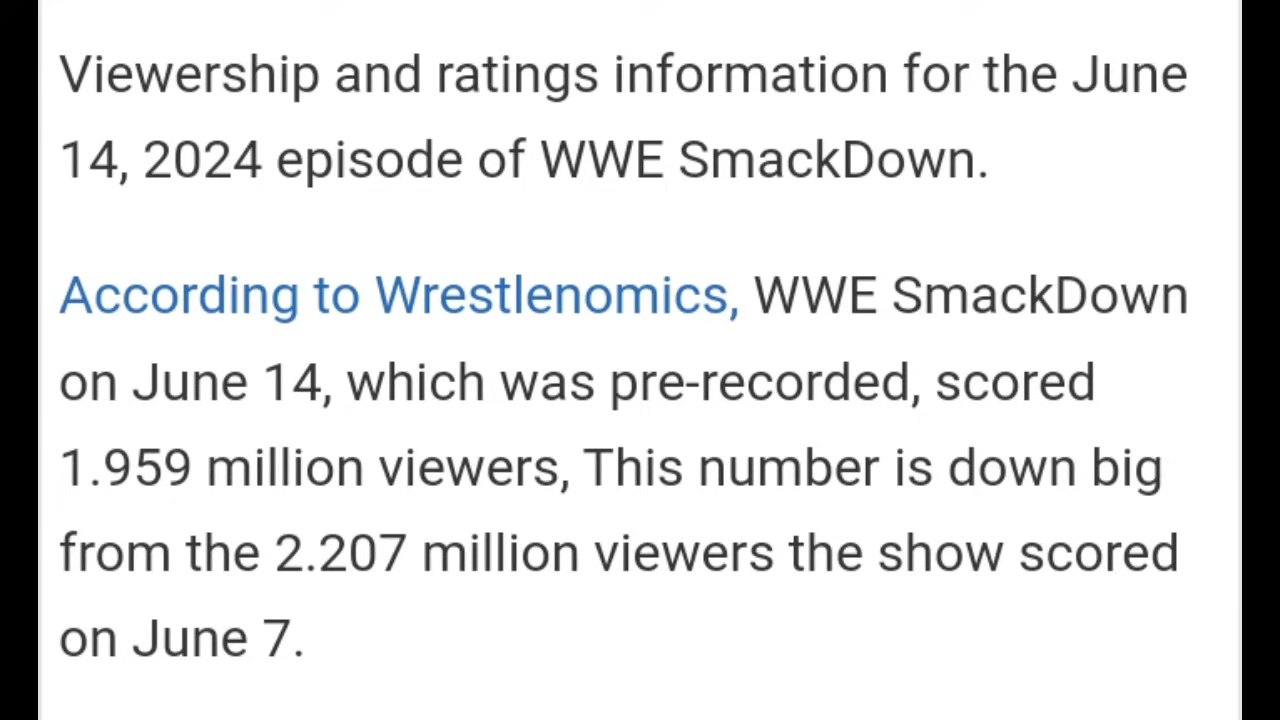 Viewership and ratings information for the June
14, 2024 episode of WWE SmackDown.
According to Wrestlenomics, WWE SmackDown
on June 14, which was pre-recorded, scored
1.959 million viewers, This number is down big
from the 2.207 million viewers the show scored
on June 7.